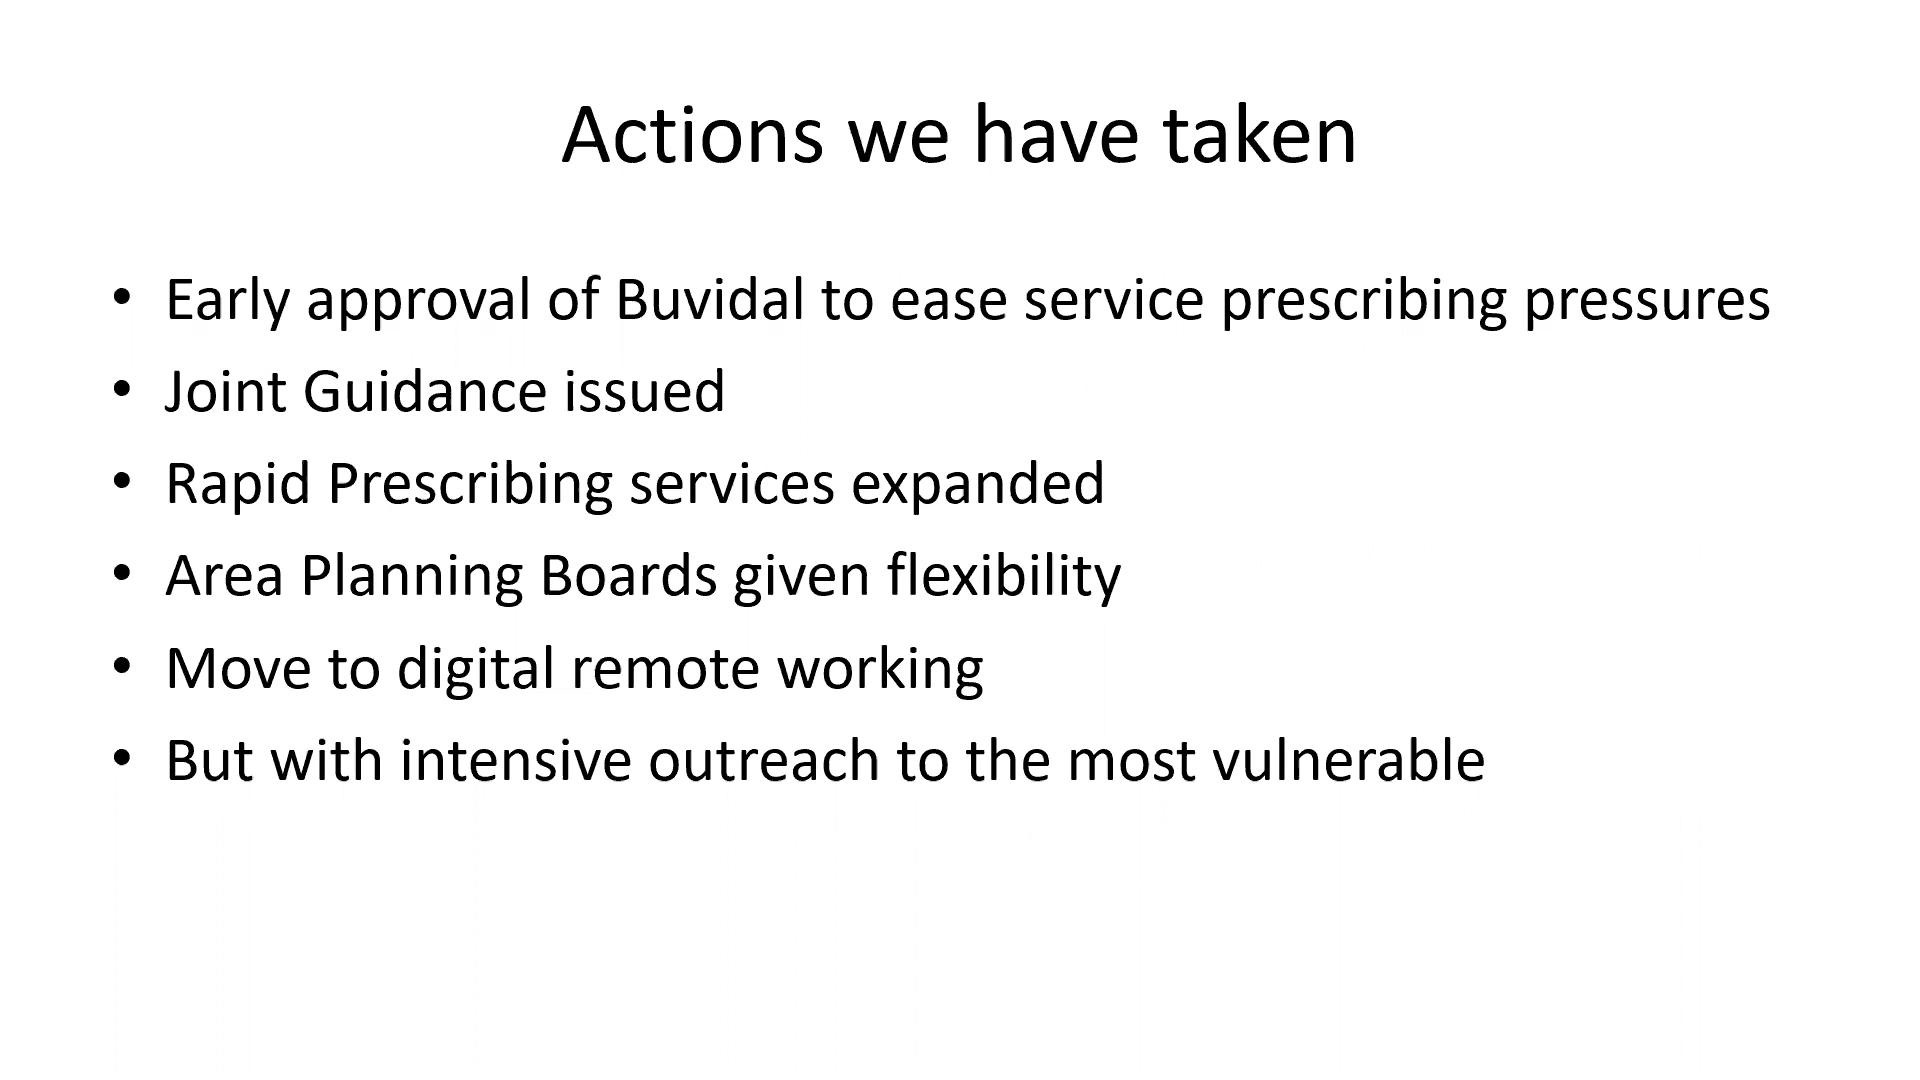 Actions we have taken
• Early approval of Buvidal to ease service prescribing pressures
• Joint Guidance issued
• Rapid Prescribing services expanded
• Area Planning Boards given flexibility
• Move to digital remote working
• But with intensive outreach to the most vulnerable